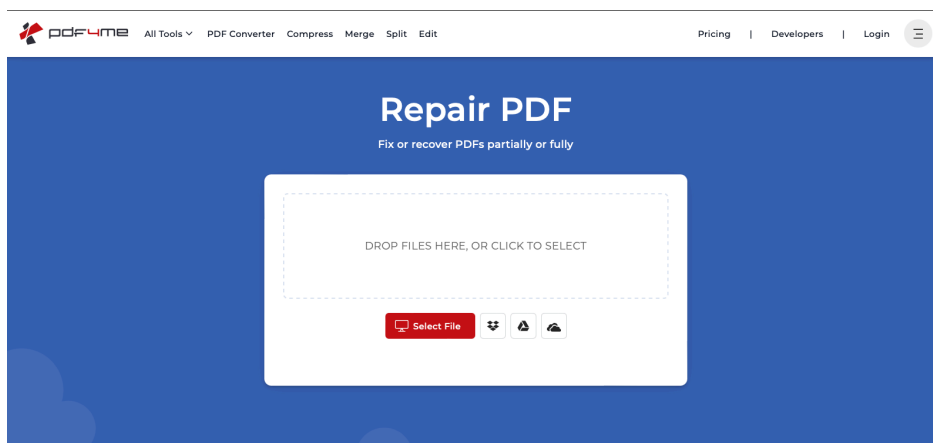 pdf4me All Tools PDF Converter Compress Merge Split Edit Pricing | Developers | Login
Repair PDF
Fix or recover PDFs partially or fully
DROP FILES HERE, OR CLICK TO SELECT
Select File